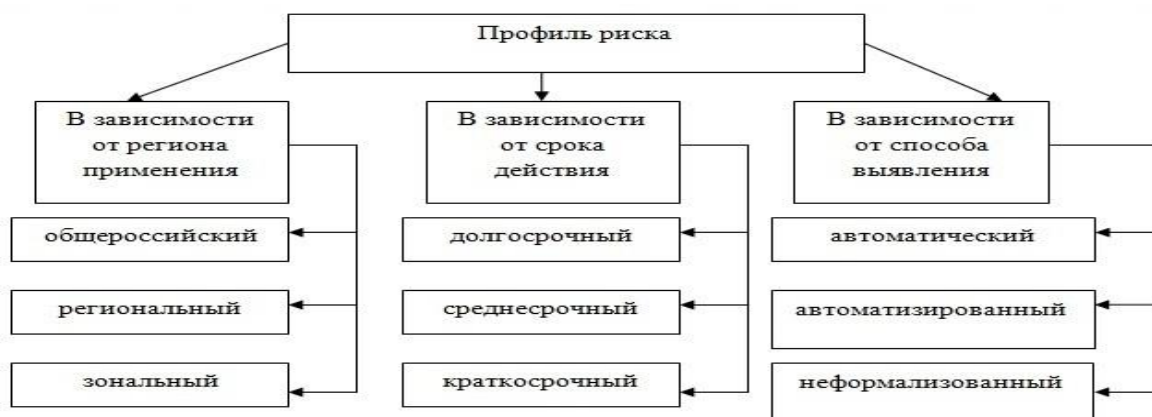 Профиль риска
В зависимости
от региона
применения
общероссийский
региональный
зональный
В зависимости
от срока
действия
долгосрочный
среднесрочный
краткосрочный
В зависимости
от способа
выявления
автоматический
автоматизированный
неформализованный